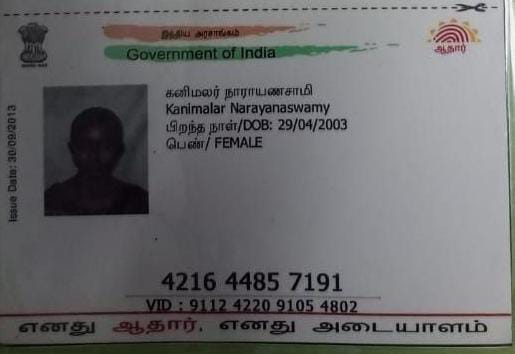 இந்திய அரசாங்கம்
Government of India
ஆதார்
கனிமலர் நாராயணசாமி
Kanimalar Narayanaswamy
பிறந்த நாள்/DOB: 29/04/2003
பெண்/ FEMALE
Issue Date: 30/09/2013
4216 4485 7191
VID : 9112 4220 9105 4802
எனது ஆதார், எனது அடையாளம்